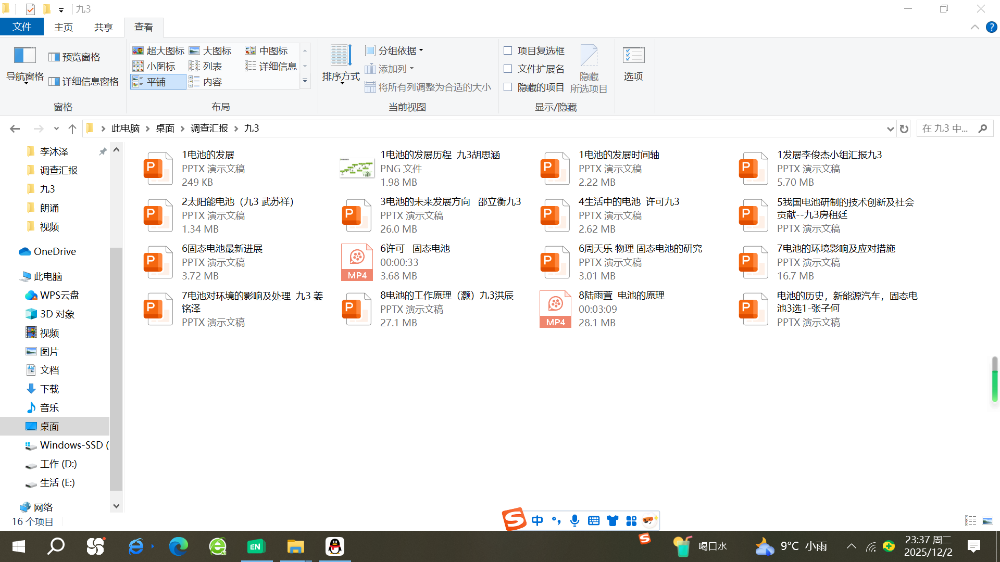 九3
文件
主页
共享
查看
导航窗格
预览窗格
详细信息窗格
窗格
超大图标
大图标
中图标
小图标
列表
详细信息
平铺
内容
布局
排序方式
分组依据
添加列
将所有列调整为合适的大小
当前视图
项目复选框
文件扩展名
隐藏的项目
隐藏
所选项目
显示/隐藏
选项
此电脑
桌面
调查汇报
九3
在 九3 中...
李沐泽
调查汇报
九3
朗诵
视频
OneDrive
此电脑
WPS云盘
3D 对象
视频
图片
文档
下载
音乐
桌面
Windows-SSD (
工作 (D:)
生活 (E:)
网络
1电池的发展
PPTX 演示文稿
249 KB
1电池的发展历程 九3胡思涵
PNG 文件
1.98 MB
1电池的发展时间轴
PPTX 演示文稿
2.22 MB
1发展李俊杰小组汇报九3
PPTX 演示文稿
5.70 MB
2太阳能电池（九3 武苏祥）
PPTX 演示文稿
1.34 MB
3电池的未来发展方向 邵立衡九3
PPTX 演示文稿
26.0 MB
4生活中的电池 许可九3
PPTX 演示文稿
2.62 MB
5我国电池研制的技术创新及社会
贡献--九3房租廷
PPTX 演示文稿
6固态电池最新进展
PPTX 演示文稿
3.72 MB
6许可 固态电池
00:00:33
3.68 MB
MP4
6周天乐 物理 固态电池的研究
PPTX 演示文稿
3.01 MB
7电池的环境影响及应对措施
PPTX 演示文稿
16.7 MB
7电池对环境的影响及处理 九3 姜
铭泽
PPTX 演示文稿
8电池的工作原理（灏）九3洪辰
PPTX 演示文稿
27.1 MB
8陆雨萱 电池的原理
00:03:09
28.1 MB
MP4
电池的历史，新能源汽车，固态电
池3选1-张子何
PPTX 演示文稿
16 个项目
中
EN
喝口水
9°C 小雨
23:37 周二
2025/12/2